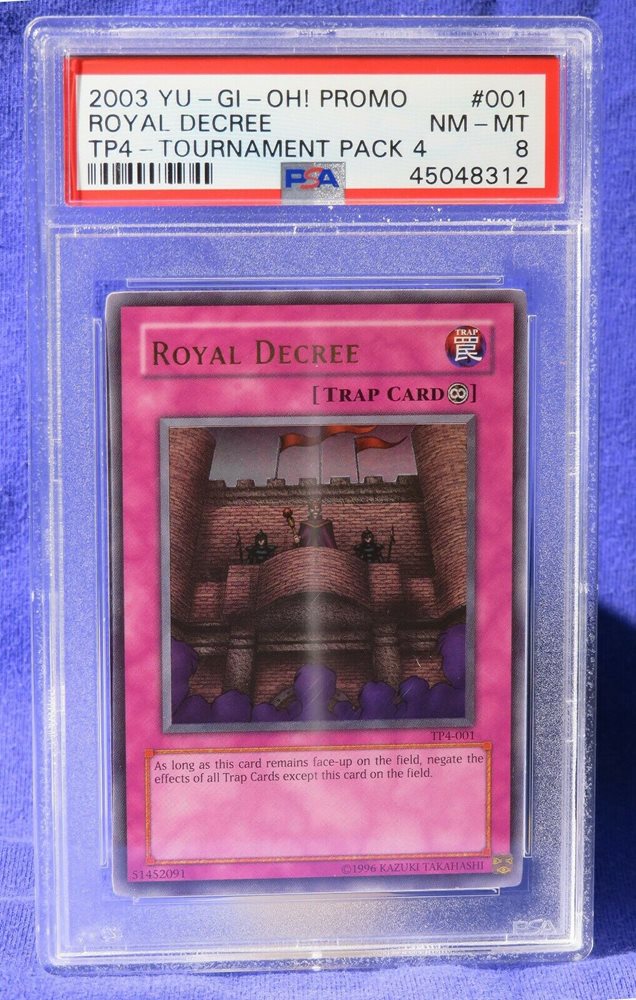 2003 YU-GI-OH! PROMO #001
ROYAL DECREE NM-MT
TP4-TOURNAMENT PACK 4 8
PSA 45048312
ROYAL DECREE
TRAP
罠
[TRAP CARD∞]
TP4-001
As long as this card remains face-up on the field, negate the
effects of all Trap Cards except this card on the field.
51452091 ©1996 KAZUKI TAKAHASHI
PSA